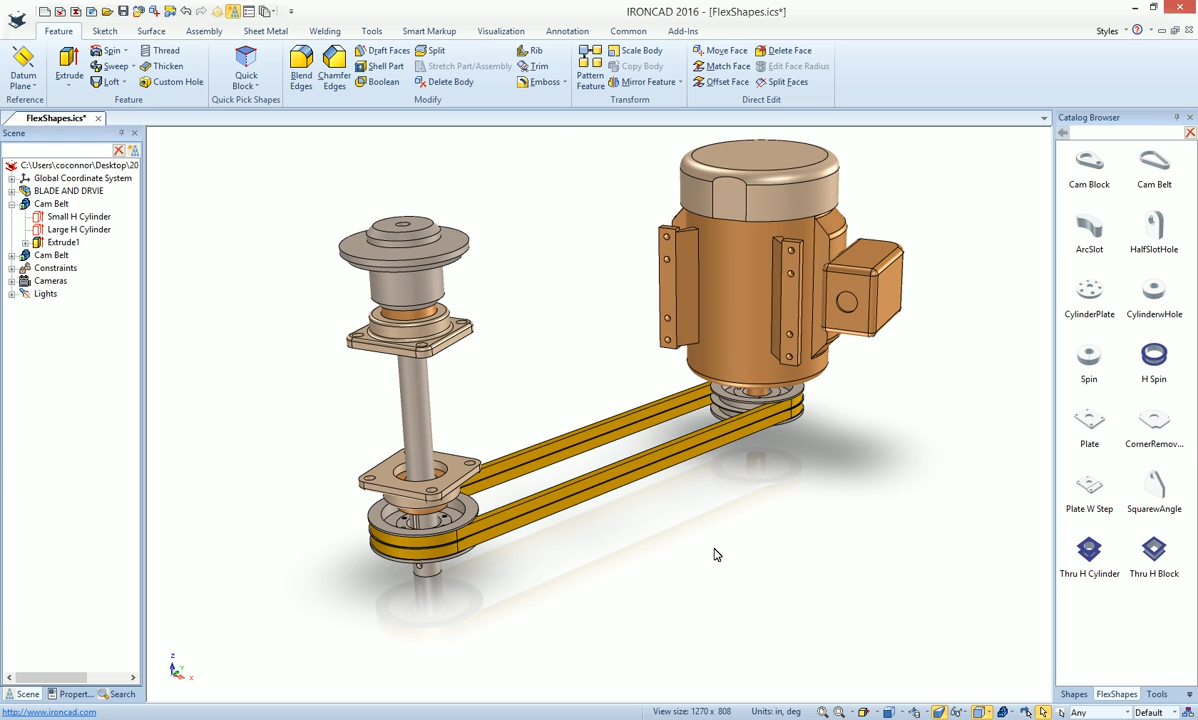 IRONCAD 2016 - [FlexShapes.ics*]
Feature Sketch Surface Assembly Sheet Metal Welding Tools Smart Markup Visualization Annotation Common Add-Ins Styles
Datum Plane
Reference
Extrude
Spin
Sweep
Loft
Thread
Thicken
Custom Hole
Feature
Quick Block
Quick Pick Shapes
Blend Edges
Chamfer Edges
Draft Faces
Shell Part
Boolean
Split
Stretch Part/Assembly
Delete Body
Rib
Trim
Emboss
Modify
Pattern Feature
Scale Body
Copy Body
Mirror Feature
Transform
Move Face
Match Face
Offset Face
Delete Face
Edit Face Radius
Split Faces
Direct Edit
FlexShapes.ics*
Scene
C:\Users\coconnor\Desktop\20
Global Coordinate System
BLADE AND DRVIE
Cam Belt
Small H Cylinder
Large H Cylinder
Extrude1
Cam Belt
Constraints
Cameras
Lights
Z
Y
X
Catalog Browser
Cam Block Cam Belt
ArcSlot HalfSlotHole
CylinderPlate CylinderwHole
Spin H Spin
Plate CornerRemov...
Plate W Step SquarewAngle
Thru H Cylinder Thru H Block
Scene Propert... Search
Shapes FlexShapes Tools
http://www.ironcad.com
View size: 1270 x 808 Units: in, deg
Any Default